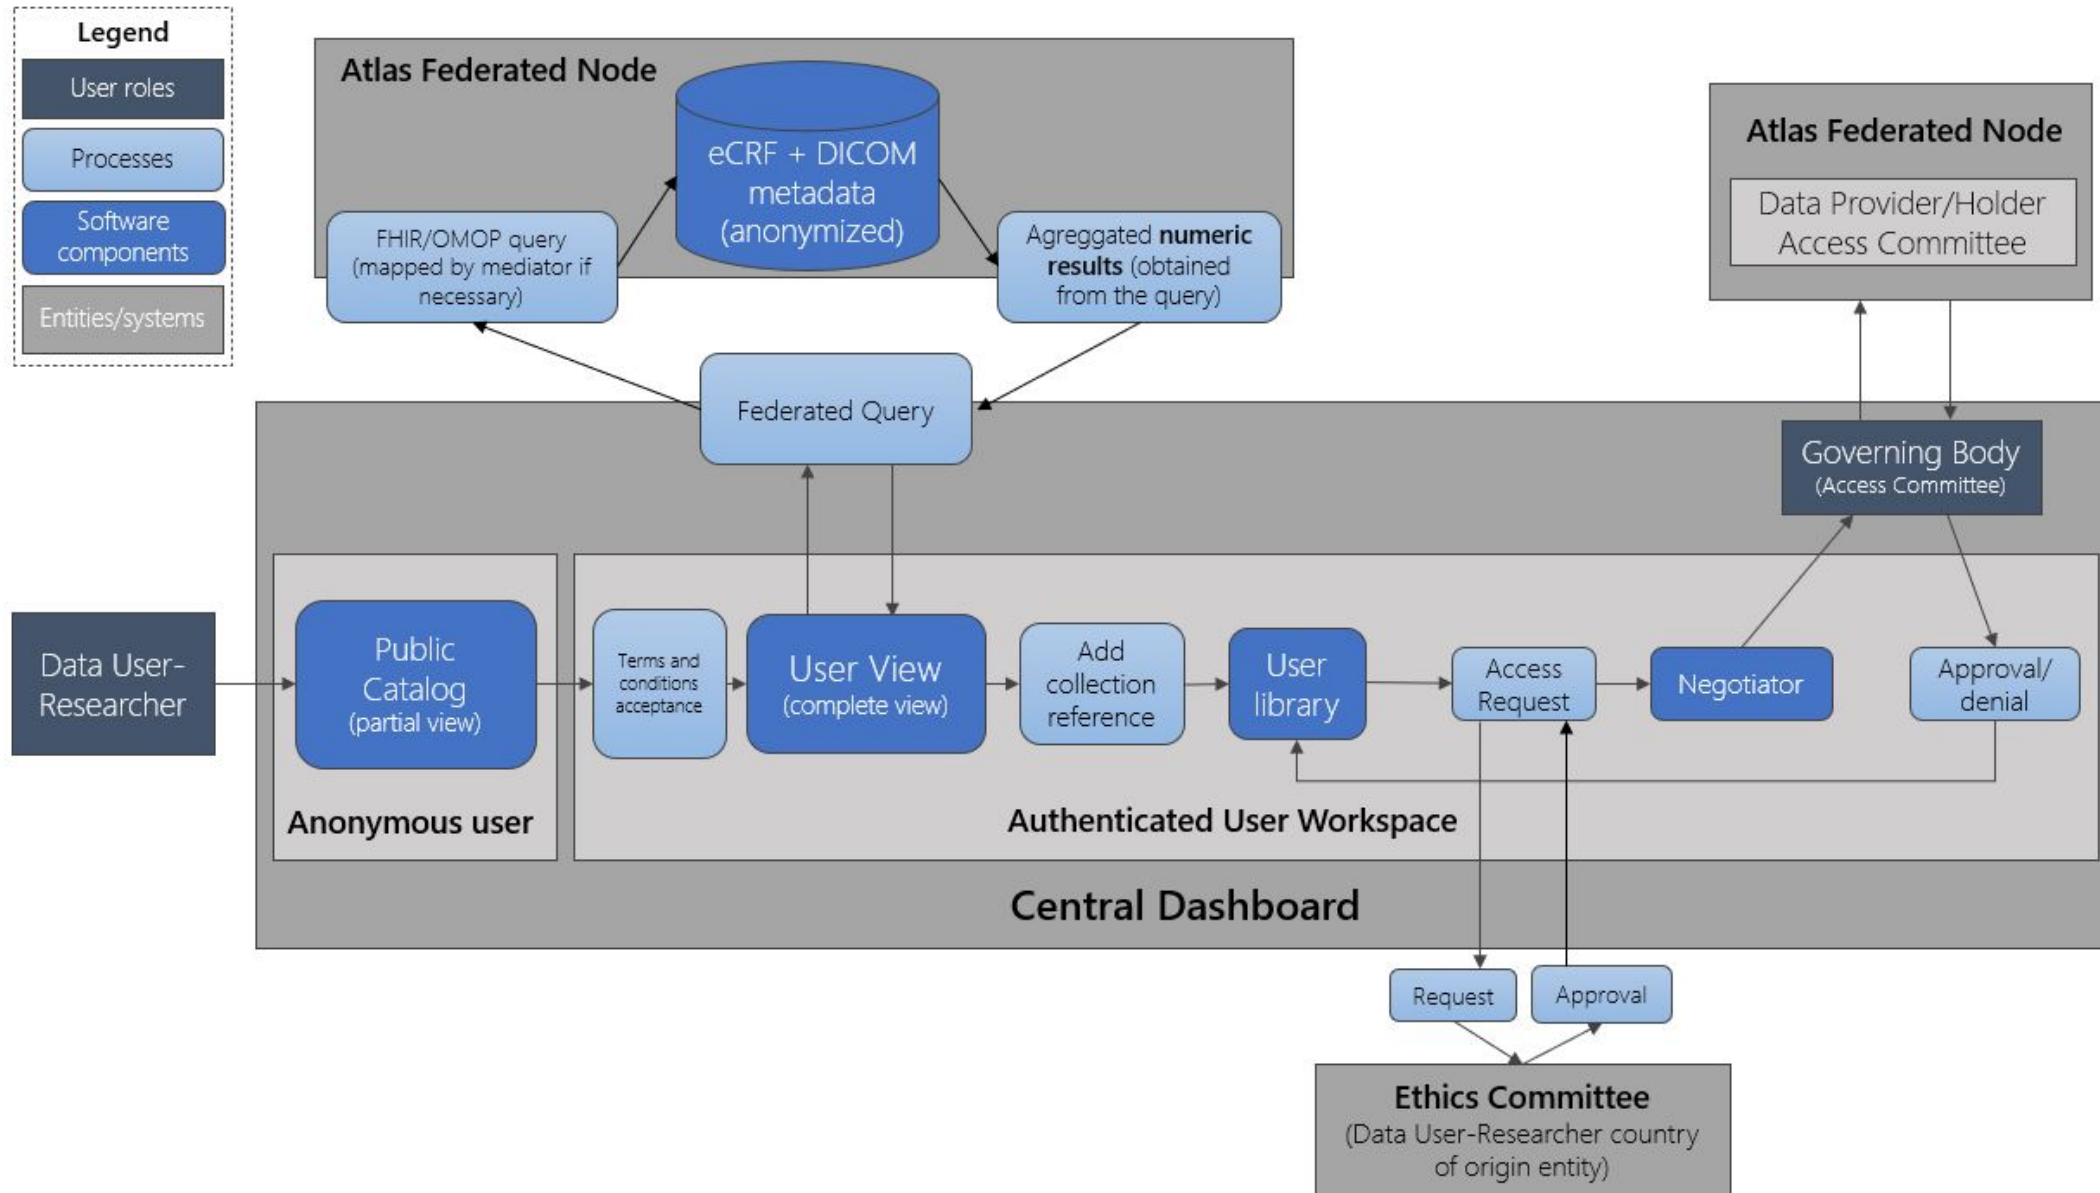 Legend
User roles
Processes
Software
components
Entities/systems
Atlas Federated Node
eCRF + DICOM
metadata
(anonymized)
FHIR/OMOP query
(mapped by mediator if
necessary)
Agreggated numeric
results (obtained
from the query)
Atlas Federated Node
Data Provider/Holder
Access Committee
Federated Query
Governing Body
(Access Committee)
Data User-
Researcher
Public
Catalog
(partial view)
Anonymous user
Terms and
conditions
acceptance
User View
(complete view)
Add
collection
reference
User
library
Access
Request
Negotiator
Approval/
denial
Authenticated User Workspace
Central Dashboard
Request
Approval
Ethics Committee
(Data User-Researcher country
of origin entity)